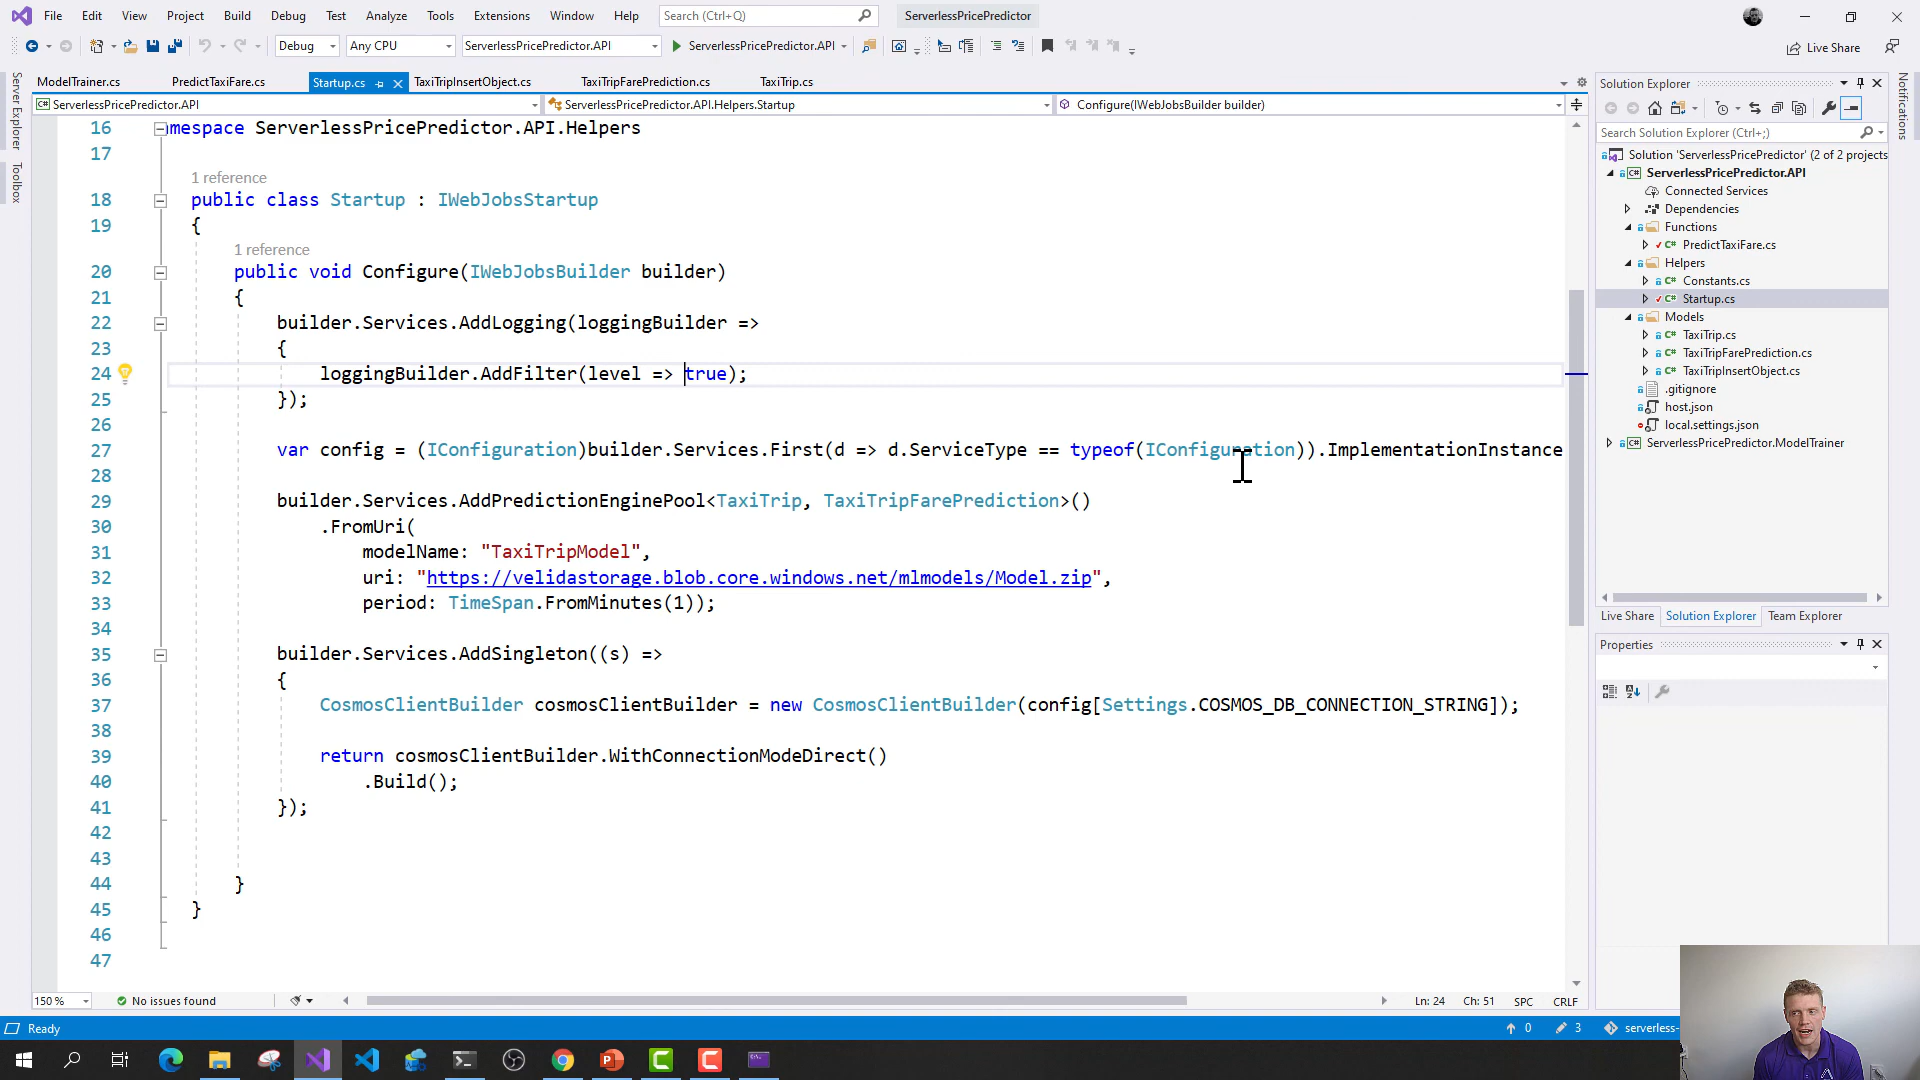 File Edit View Project Build Debug Test Analyze Tools Extensions Window Help Search (Ctrl+Q) ServerlessPricePredictor
Debug Any CPU ServerlessPricePredictor.API ServerlessPricePredictor.API Live Share
Server Explorer
Toolbox
Notifications
ModelTrainer.cs PredictTaxiFare.cs Startup.cs TaxiTripInsertObject.cs TaxiTripFarePrediction.cs TaxiTrip.cs
ServerlessPricePredictor.API ServerlessPricePredictor.API.Helpers.Startup Configure(IWebJobsBuilder builder)
16 mespace ServerlessPricePredictor.API.Helpers
17
1 reference
18 public class Startup : IWebJobsStartup
19 {
1 reference
20 public void Configure(IWebJobsBuilder builder)
21 {
22 builder.Services.AddLogging(loggingBuilder =>
23 {
24 loggingBuilder.AddFilter(level => true);
25 });
26
27 var config = (IConfiguration)builder.Services.First(d => d.ServiceType == typeof(IConfiguration)).ImplementationInstance
28
29 builder.Services.AddPredictionEnginePool<TaxiTrip, TaxiTripFarePrediction>()
30 .FromUri(
31 modelName: "TaxiTripModel",
32 uri: "https://velidastorage.blob.core.windows.net/mlmodels/Model.zip",
33 period: TimeSpan.FromMinutes(1));
34
35 builder.Services.AddSingleton((s) =>
36 {
37 CosmosClientBuilder cosmosClientBuilder = new CosmosClientBuilder(config[Settings.COSMOS_DB_CONNECTION_STRING]);
38
39 return cosmosClientBuilder.WithConnectionModeDirect()
40 .Build();
41 });
42
43
44 }
45 }
46
47
150 % No issues found Ln: 24 Ch: 51 SPC CRLF
Solution Explorer
Search Solution Explorer (Ctrl+;)
Solution 'ServerlessPricePredictor' (2 of 2 projects
ServerlessPricePredictor.API
Connected Services
Dependencies
Functions
PredictTaxiFare.cs
Helpers
Constants.cs
Startup.cs
Models
TaxiTrip.cs
TaxiTripFarePrediction.cs
TaxiTripInsertObject.cs
.gitignore
host.json
local.settings.json
ServerlessPricePredictor.ModelTrainer
Live Share Solution Explorer Team Explorer
Properties
Ready 0 3 serverless-